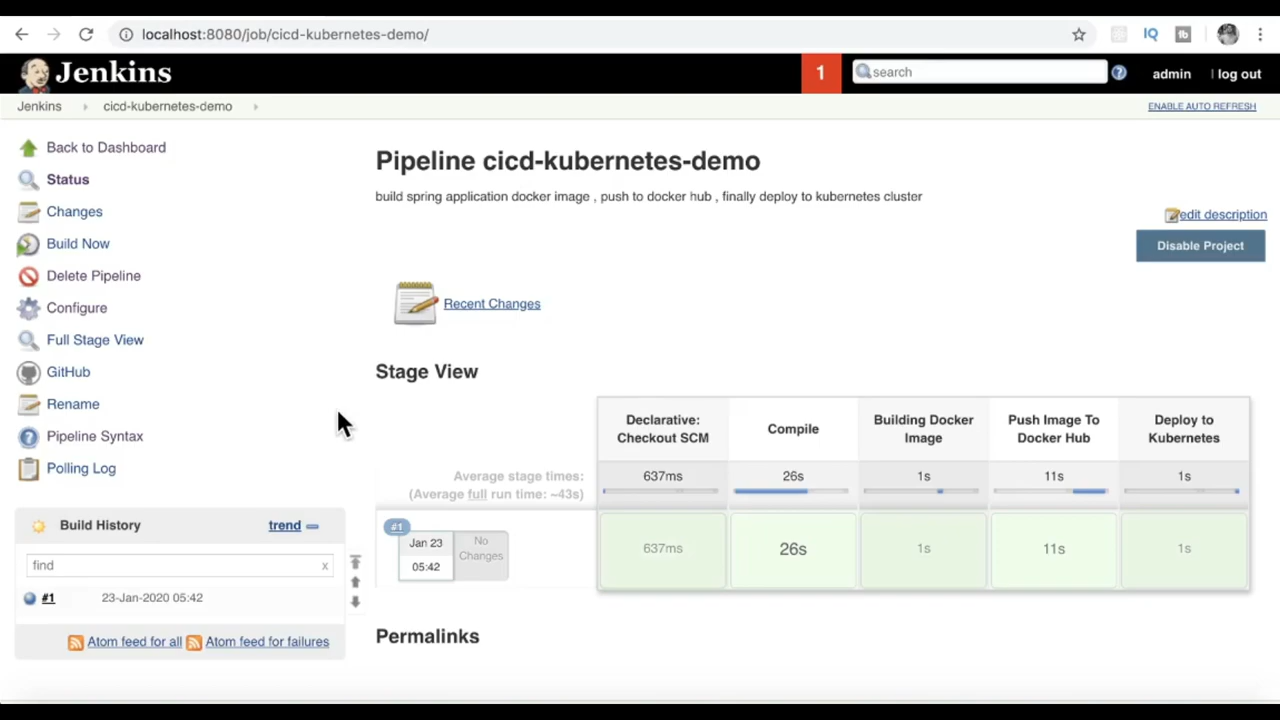 localhost:8080/job/cicd-kubernetes-demo/
IQ
Jenkins
1
search
admin
log out
Jenkins
cicd-kubernetes-demo
ENABLE AUTO REFRESH
Back to Dashboard
Status
Changes
Build Now
Delete Pipeline
Configure
Full Stage View
GitHub
Rename
Pipeline Syntax
Polling Log
Build History
trend
find
x
#1
23-Jan-2020 05:42
Atom feed for all
Atom feed for failures
Pipeline cicd-kubernetes-demo
build spring application docker image , push to docker hub , finally deploy to kubernetes cluster
edit description
Disable Project
Recent Changes
Stage View
Declarative:
Checkout SCM
Compile
Building Docker
Image
Push Image To
Docker Hub
Deploy to
Kubernetes
Average stage times:
(Average full run time: ~43s)
637ms
26s
1s
11s
1s
#1
Jan 23
05:42
No
Changes
637ms
26s
1s
11s
1s
Permalinks